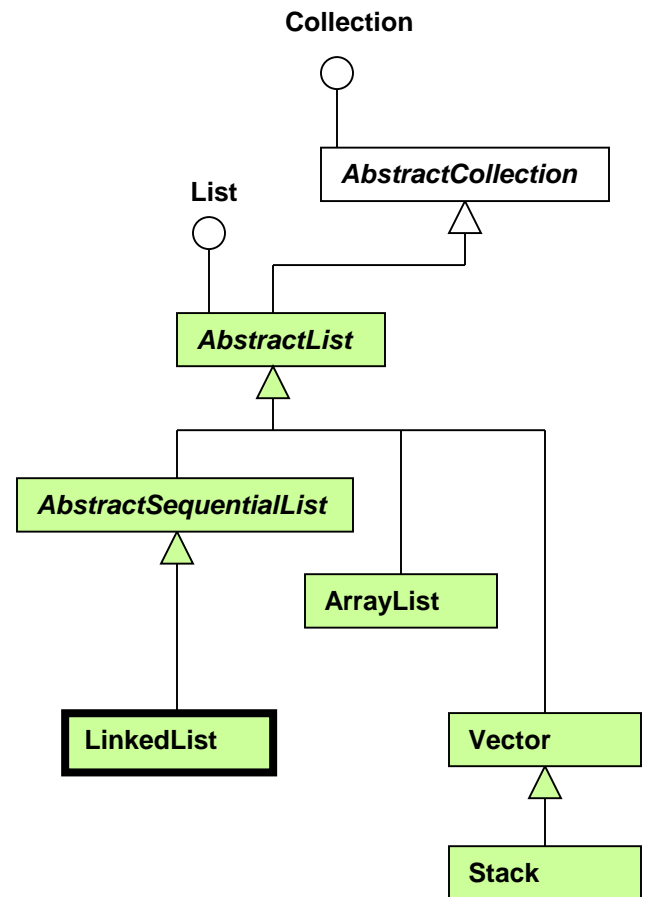 Collection
AbstractCollection
List
AbstractList
AbstractSequentialList
ArrayList
LinkedList
Vector
Stack